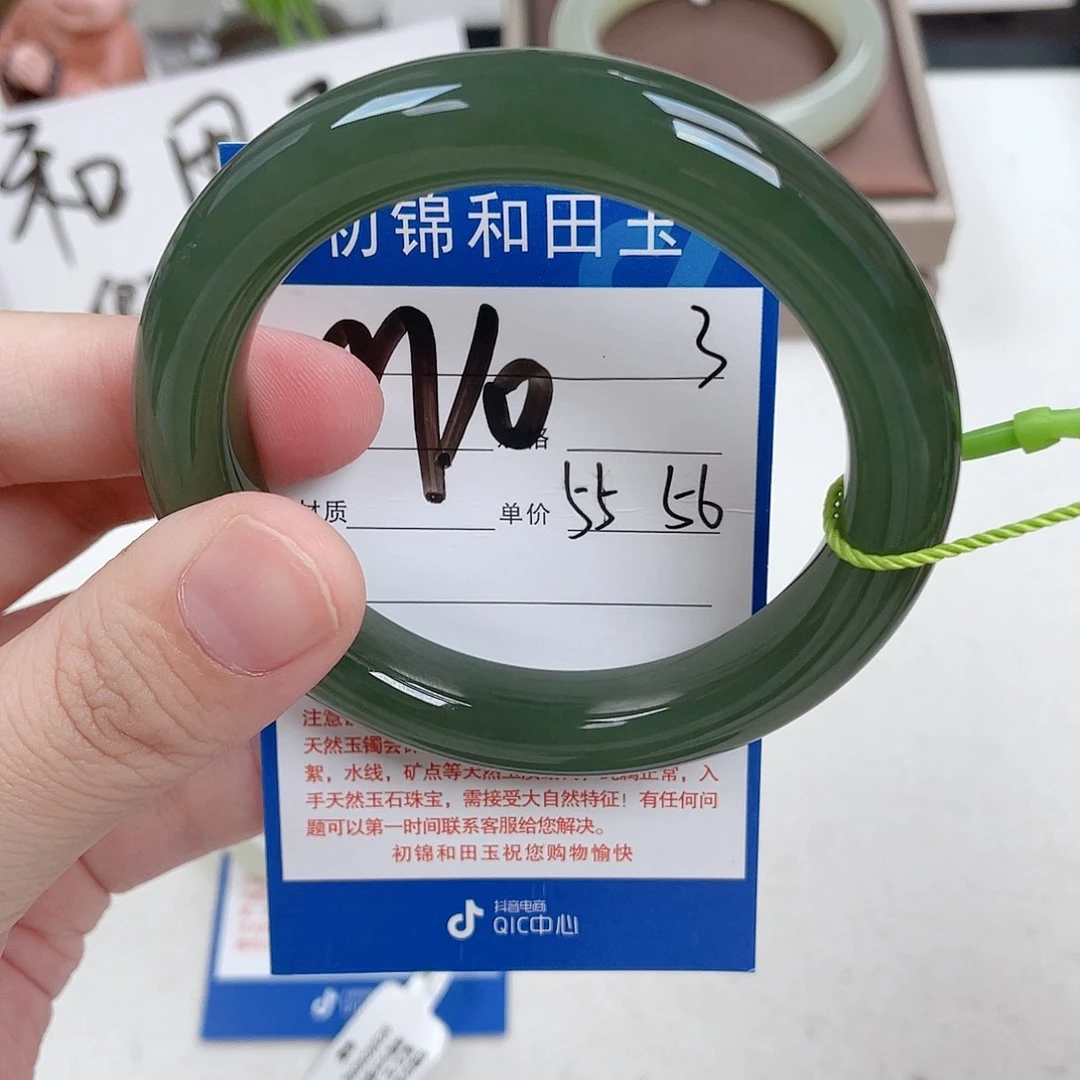 和田
初锦和田玉
No 3
格
材质 单价 55 56
天然玉镯会
絮，水线，矿点等天然 正常，入
手天然玉石珠宝，需接受大自然特征！有任何问
题可以第一时间联系客服给您解决。
初锦和田玉祝您购物愉快
抖音电商
QIC中心